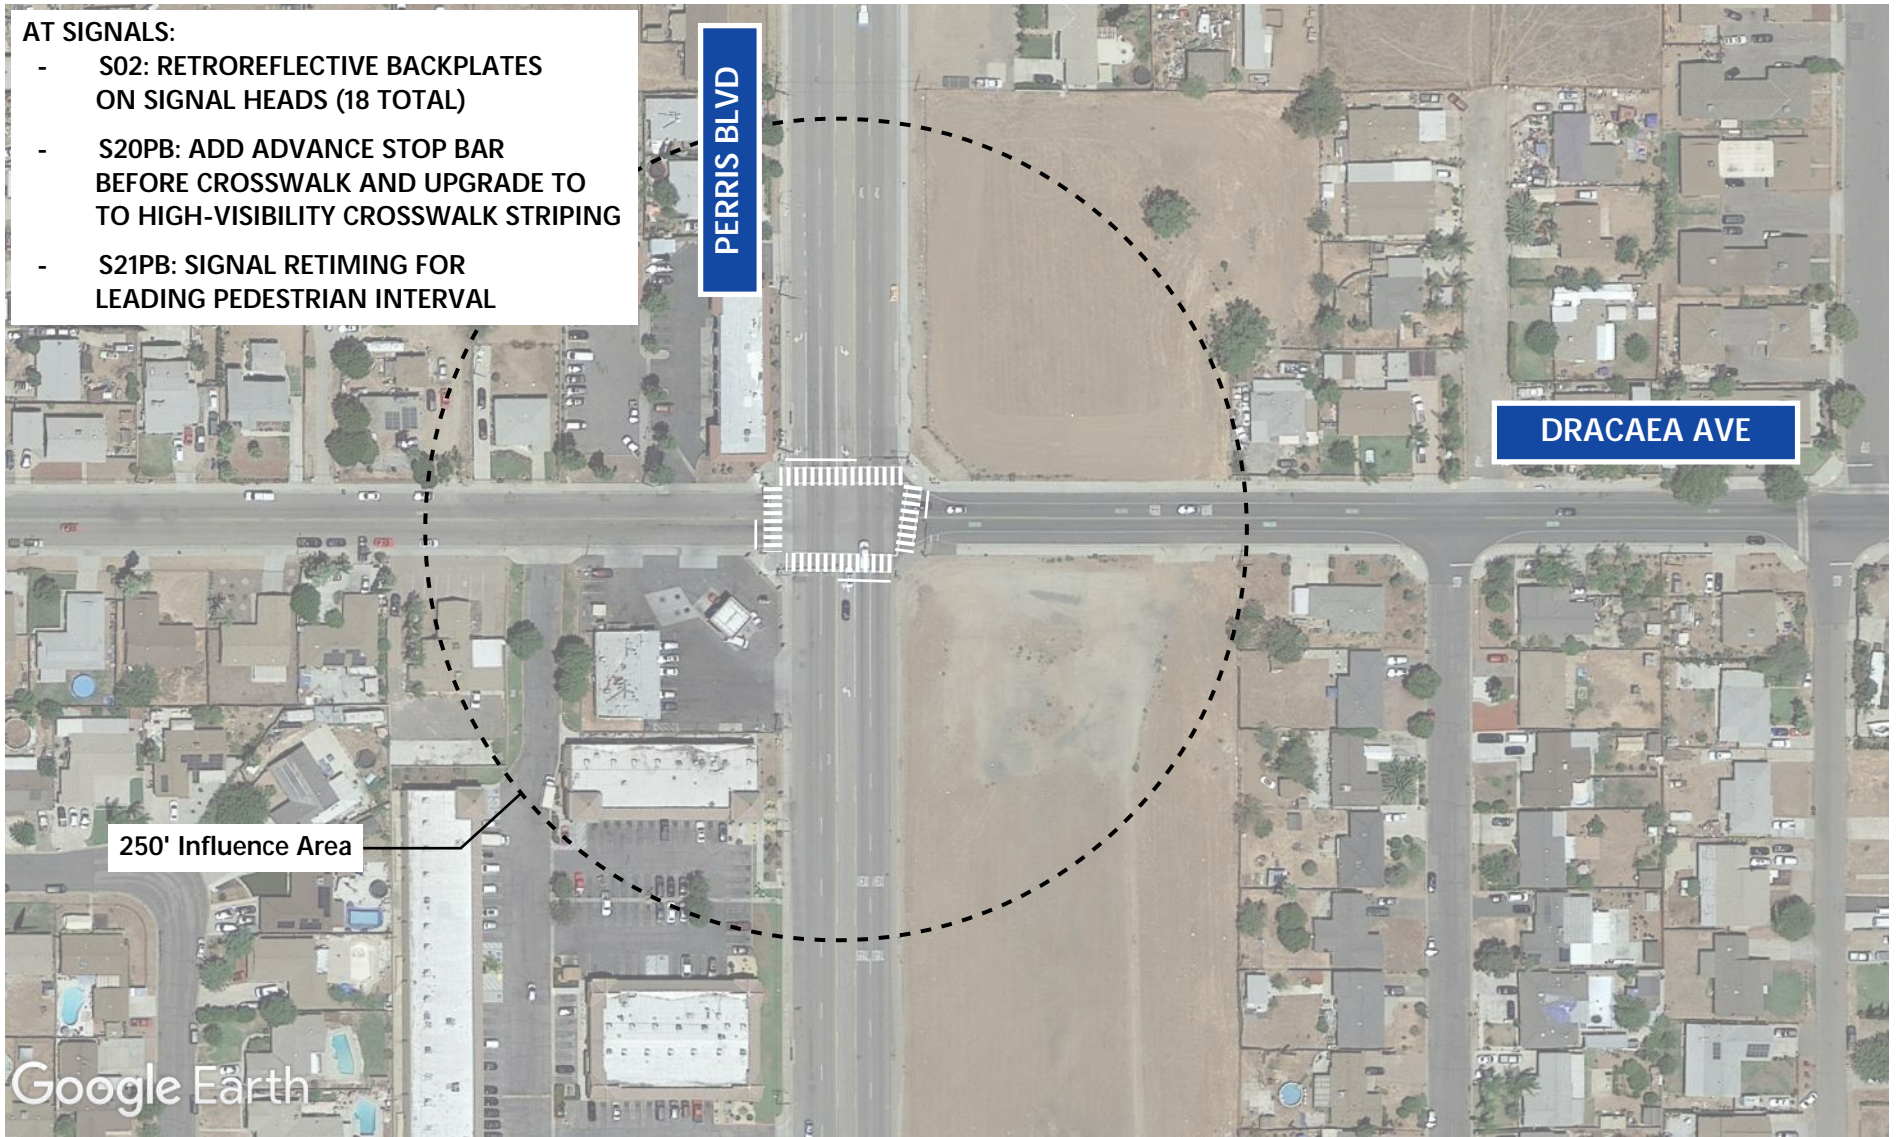 AT SIGNALS:
- S02: RETROREFLECTIVE BACKPLATES
ON SIGNAL HEADS (18 TOTAL)
- S20PB: ADD ADVANCE STOP BAR
BEFORE CROSSWALK AND UPGRADE TO
TO HIGH-VISIBILITY CROSSWALK STRIPING
- S21PB: SIGNAL RETIMING FOR
LEADING PEDESTRIAN INTERVAL
PERRIS BLVD
DRACAEA AVE
250' Influence Area
Google Earth